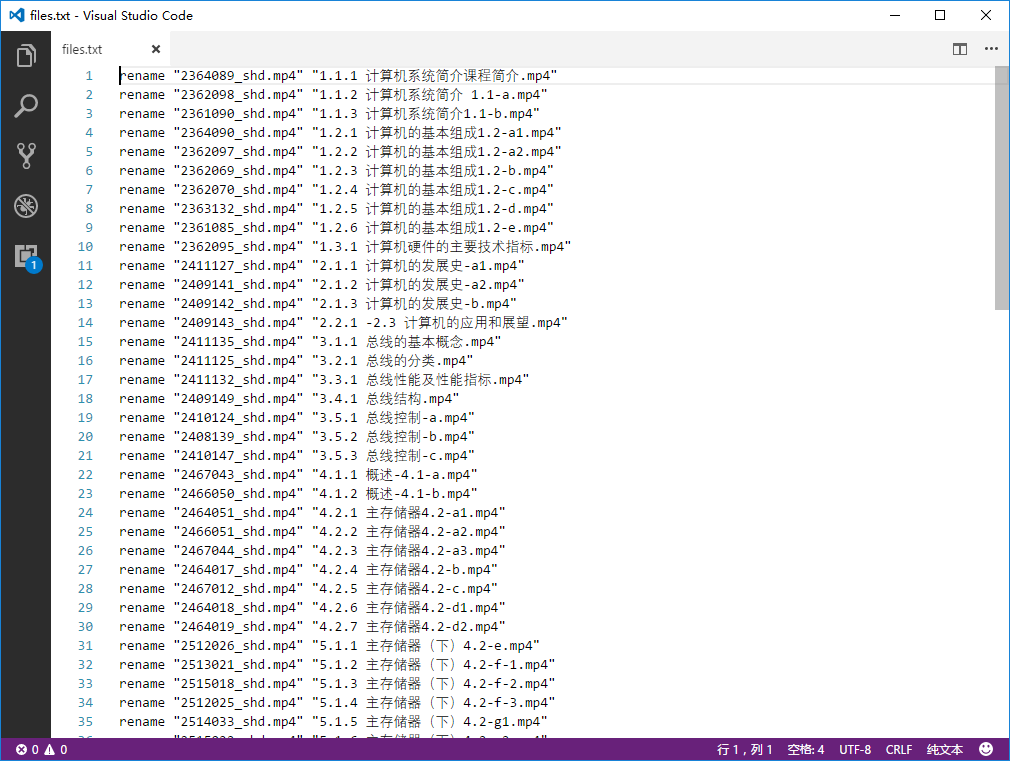 files.txt - Visual Studio Code
files.txt
1 rename "2364089_shd.mp4" "1.1.1 计算机系统简介课程简介.mp4"
2 rename "2362098_shd.mp4" "1.1.2 计算机系统简介 1.1-a.mp4"
3 rename "2361090_shd.mp4" "1.1.3 计算机系统简介1.1-b.mp4"
4 rename "2364090_shd.mp4" "1.2.1 计算机的基本组成1.2-a1.mp4"
5 rename "2362097_shd.mp4" "1.2.2 计算机的基本组成1.2-a2.mp4"
6 rename "2362069_shd.mp4" "1.2.3 计算机的基本组成1.2-b.mp4"
7 rename "2362070_shd.mp4" "1.2.4 计算机的基本组成1.2-c.mp4"
8 rename "2363132_shd.mp4" "1.2.5 计算机的基本组成1.2-d.mp4"
9 rename "2361085_shd.mp4" "1.2.6 计算机的基本组成1.2-e.mp4"
10 rename "2362095_shd.mp4" "1.3.1 计算机硬件的主要技术指标.mp4"
11 rename "2411127_shd.mp4" "2.1.1 计算机的发展史-a1.mp4"
12 rename "2409141_shd.mp4" "2.1.2 计算机的发展史-a2.mp4"
13 rename "2409142_shd.mp4" "2.1.3 计算机的发展史-b.mp4"
14 rename "2409143_shd.mp4" "2.2.1 -2.3 计算机的应用和展望.mp4"
15 rename "2411135_shd.mp4" "3.1.1 总线的基本概念.mp4"
16 rename "2411125_shd.mp4" "3.2.1 总线的分类.mp4"
17 rename "2411132_shd.mp4" "3.3.1 总线性能及性能指标.mp4"
18 rename "2409149_shd.mp4" "3.4.1 总线结构.mp4"
19 rename "2410124_shd.mp4" "3.5.1 总线控制-a.mp4"
20 rename "2408139_shd.mp4" "3.5.2 总线控制-b.mp4"
21 rename "2410147_shd.mp4" "3.5.3 总线控制-c.mp4"
22 rename "2467043_shd.mp4" "4.1.1 概述-4.1-a.mp4"
23 rename "2466050_shd.mp4" "4.1.2 概述-4.1-b.mp4"
24 rename "2464051_shd.mp4" "4.2.1 主存储器4.2-a1.mp4"
25 rename "2466051_shd.mp4" "4.2.2 主存储器4.2-a2.mp4"
26 rename "2467044_shd.mp4" "4.2.3 主存储器4.2-a3.mp4"
27 rename "2464017_shd.mp4" "4.2.4 主存储器4.2-b.mp4"
28 rename "2467012_shd.mp4" "4.2.5 主存储器4.2-c.mp4"
29 rename "2464018_shd.mp4" "4.2.6 主存储器4.2-d1.mp4"
30 rename "2464019_shd.mp4" "4.2.7 主存储器4.2-d2.mp4"
31 rename "2512026_shd.mp4" "5.1.1 主存储器（下）4.2-e.mp4"
32 rename "2513021_shd.mp4" "5.1.2 主存储器（下）4.2-f-1.mp4"
33 rename "2515018_shd.mp4" "5.1.3 主存储器（下）4.2-f-2.mp4"
34 rename "2512025_shd.mp4" "5.1.4 主存储器（下）4.2-f-3.mp4"
35 rename "2514033_shd.mp4" "5.1.5 主存储器（下）4.2-g1.mp4"
1
0 0 行 1，列 1 空格: 4 UTF-8 CRLF 纯文本